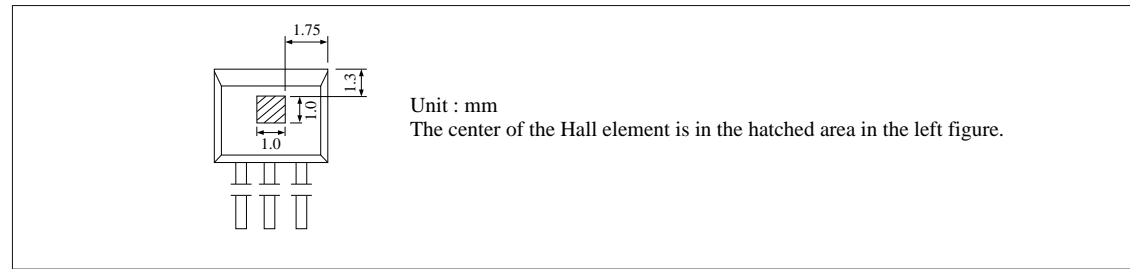 1.75
1.3
1.0
1.0
Unit : mm
The center of the Hall element is in the hatched area in the left figure.